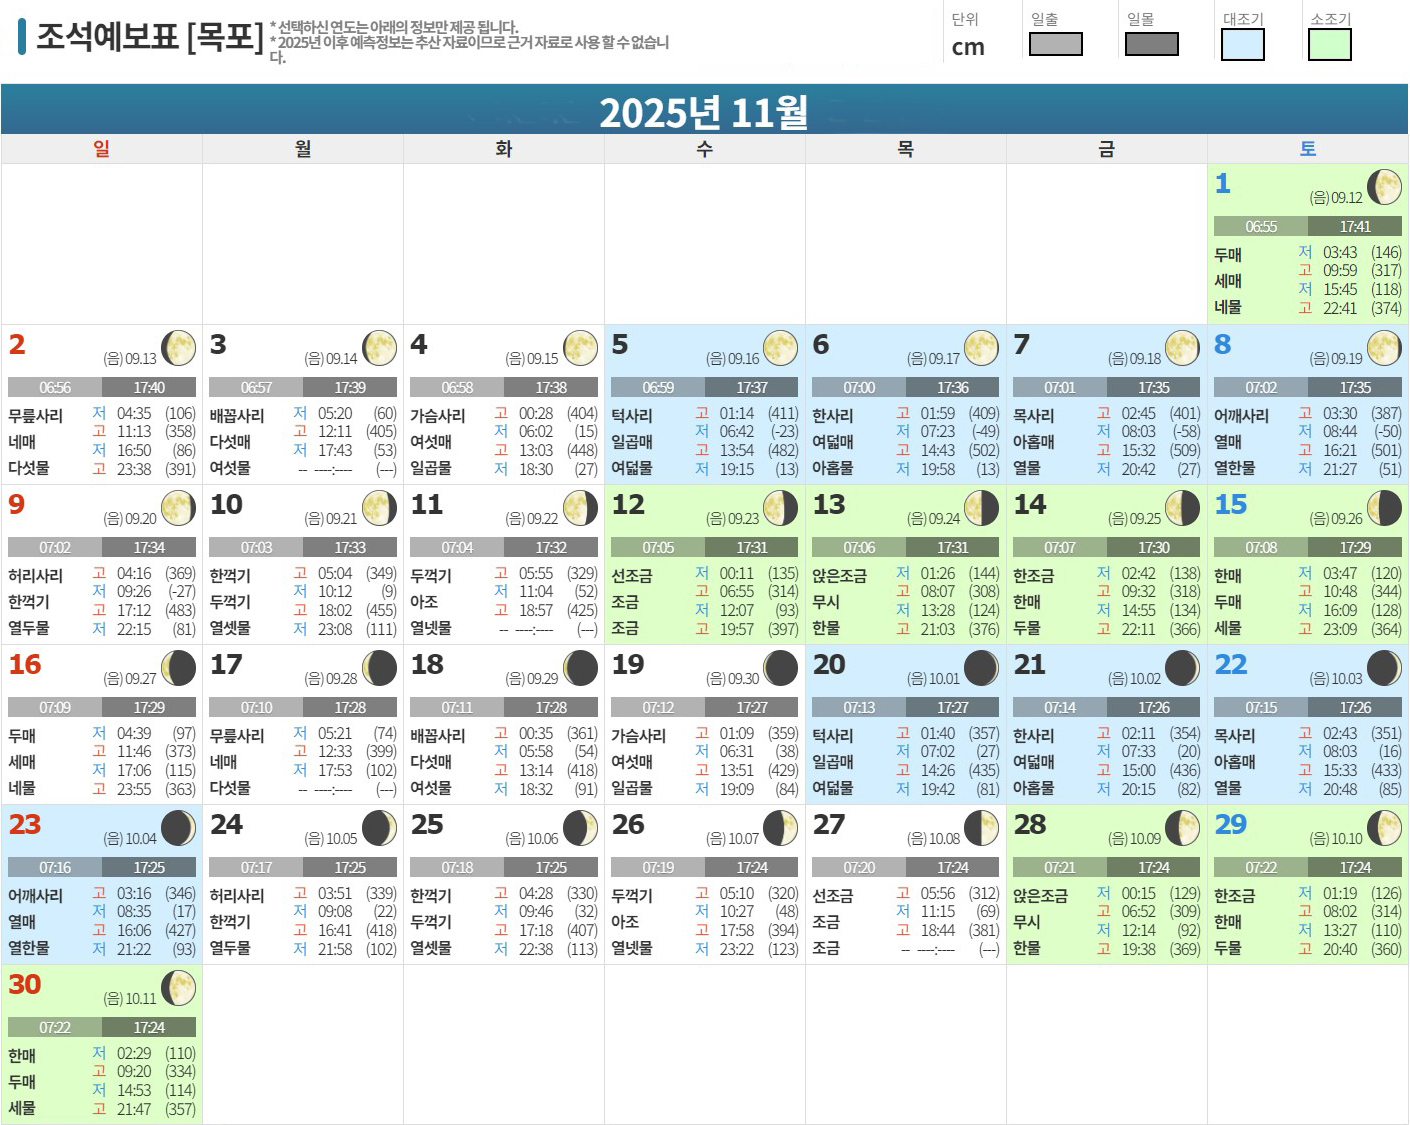 조석예보표 [목포]
* 선택하신 연도는 아래의 정보만 제공 됩니다.
* 2025년 이후 예측정보는 추산 자료이므로 근거 자료로 사용 할 수 없습니
다.
단위 일출 일몰 대조기 소조기
cm
2025년 11월
일 월 화 수 목 금 토
1
(음) 09.12
06:55 17:41
두매
세매
네물
저 03:43 (146)
고 09:59 (317)
저 15:45 (118)
고 22:41 (374)
2
(음) 09.13
06:56 17:40
무릎사리
네매
다섯물
저 04:35 (106)
고 11:13 (358)
저 16:50 (86)
고 23:38 (391)
3
(음) 09.14
06:57 17:39
배꼽사리
다섯매
여섯물
저 05:20 (60)
고 12:11 (405)
저 17:43 (53)
-- ----:---- (---)
4
(음) 09.15
06:58 17:38
가슴사리
여섯매
일곱물
고 00:28 (404)
저 06:02 (15)
고 13:03 (448)
저 18:30 (27)
5
(음) 09.16
06:59 17:37
턱사리
일곱매
여덟물
고 01:14 (411)
저 06:42 (-23)
고 13:54 (482)
저 19:15 (13)
6
(음) 09.17
07:00 17:36
한사리
여덟매
아홉물
고 01:59 (409)
저 07:23 (-49)
고 14:43 (502)
저 19:58 (13)
7
(음) 09.18
07:01 17:35
목사리
아홉매
열물
고 02:45 (401)
저 08:03 (-58)
고 15:32 (509)
저 20:42 (27)
8
(음) 09.19
07:02 17:35
어깨사리
열매
열한물
고 03:30 (387)
저 08:44 (-50)
고 16:21 (501)
저 21:27 (51)
9
(음) 09.20
07:02 17:34
허리사리
한꺽기
열두물
고 04:16 (369)
저 09:26 (-27)
고 17:12 (483)
저 22:15 (81)
10
(음) 09.21
07:03 17:33
한꺽기
두꺽기
열셋물
고 05:04 (349)
저 10:12 (9)
고 18:02 (455)
저 23:08 (111)
11
(음) 09.22
07:04 17:32
두꺽기
아조
열넷물
고 05:55 (329)
저 11:04 (52)
고 18:57 (425)
-- ----:---- (---)
12
(음) 09.23
07:05 17:31
선조금
조금
조금
저 00:11 (135)
고 06:55 (314)
저 12:07 (93)
고 19:57 (397)
13
(음) 09.24
07:06 17:31
앉은조금
무시
한물
저 01:26 (144)
고 08:07 (308)
저 13:28 (124)
고 21:03 (376)
14
(음) 09.25
07:07 17:30
한조금
한매
두물
저 02:42 (138)
고 09:32 (318)
저 14:55 (134)
고 22:11 (366)
15
(음) 09.26
07:08 17:29
한매
두매
세물
저 03:47 (120)
고 10:48 (344)
저 16:09 (128)
고 23:09 (364)
16
(음) 09.27
07:09 17:29
두매
세매
네물
저 04:39 (97)
고 11:46 (373)
저 17:06 (115)
고 23:55 (363)
17
(음) 09.28
07:10 17:28
무릎사리
네매
다섯물
저 05:21 (74)
고 12:33 (399)
저 17:53 (102)
-- ----:---- (---)
18
(음) 09.29
07:11 17:28
배꼽사리
다섯매
여섯물
고 00:35 (361)
저 05:58 (54)
고 13:14 (418)
저 18:32 (91)
19
(음) 09.30
07:12 17:27
가슴사리
여섯매
일곱물
고 01:09 (359)
저 06:31 (38)
고 13:51 (429)
저 19:09 (84)
20
(음) 10.01
07:13 17:27
턱사리
일곱매
여덟물
고 01:40 (357)
저 07:02 (27)
고 14:26 (435)
저 19:42 (81)
21
(음) 10.02
07:14 17:26
한사리
여덟매
아홉물
고 02:11 (354)
저 07:33 (20)
고 15:00 (436)
저 20:15 (82)
22
(음) 10.03
07:15 17:26
목사리
아홉매
열물
고 02:43 (351)
저 08:03 (16)
고 15:33 (433)
저 20:48 (85)
23
(음) 10.04
07:16 17:25
어깨사리
열매
열한물
고 03:16 (346)
저 08:35 (17)
고 16:06 (427)
저 21:22 (93)
24
(음) 10.05
07:17 17:25
허리사리
한꺽기
열두물
고 03:51 (339)
저 09:08 (22)
고 16:41 (418)
저 21:58 (102)
25
(음) 10.06
07:18 17:25
한꺽기
두꺽기
열셋물
고 04:28 (330)
저 09:46 (32)
고 17:18 (407)
저 22:38 (113)
26
(음) 10.07
07:19 17:24
두꺽기
아조
열넷물
고 05:10 (320)
저 10:27 (48)
고 17:58 (394)
저 23:22 (123)
27
(음) 10.08
07:20 17:24
선조금
조금
조금
고 05:56 (312)
저 11:15 (69)
고 18:44 (381)
-- ----:---- (---)
28
(음) 10.09
07:21 17:24
앉은조금
무시
한물
저 00:15 (129)
고 06:52 (309)
저 12:14 (92)
고 19:38 (369)
29
(음) 10.10
07:22 17:24
한조금
한매
두물
저 01:19 (126)
고 08:02 (314)
저 13:27 (110)
고 20:40 (360)
30
(음) 10.11
07:22 17:24
한매
두매
세물
저 02:29 (110)
고 09:20 (334)
저 14:53 (114)
고 21:47 (357)